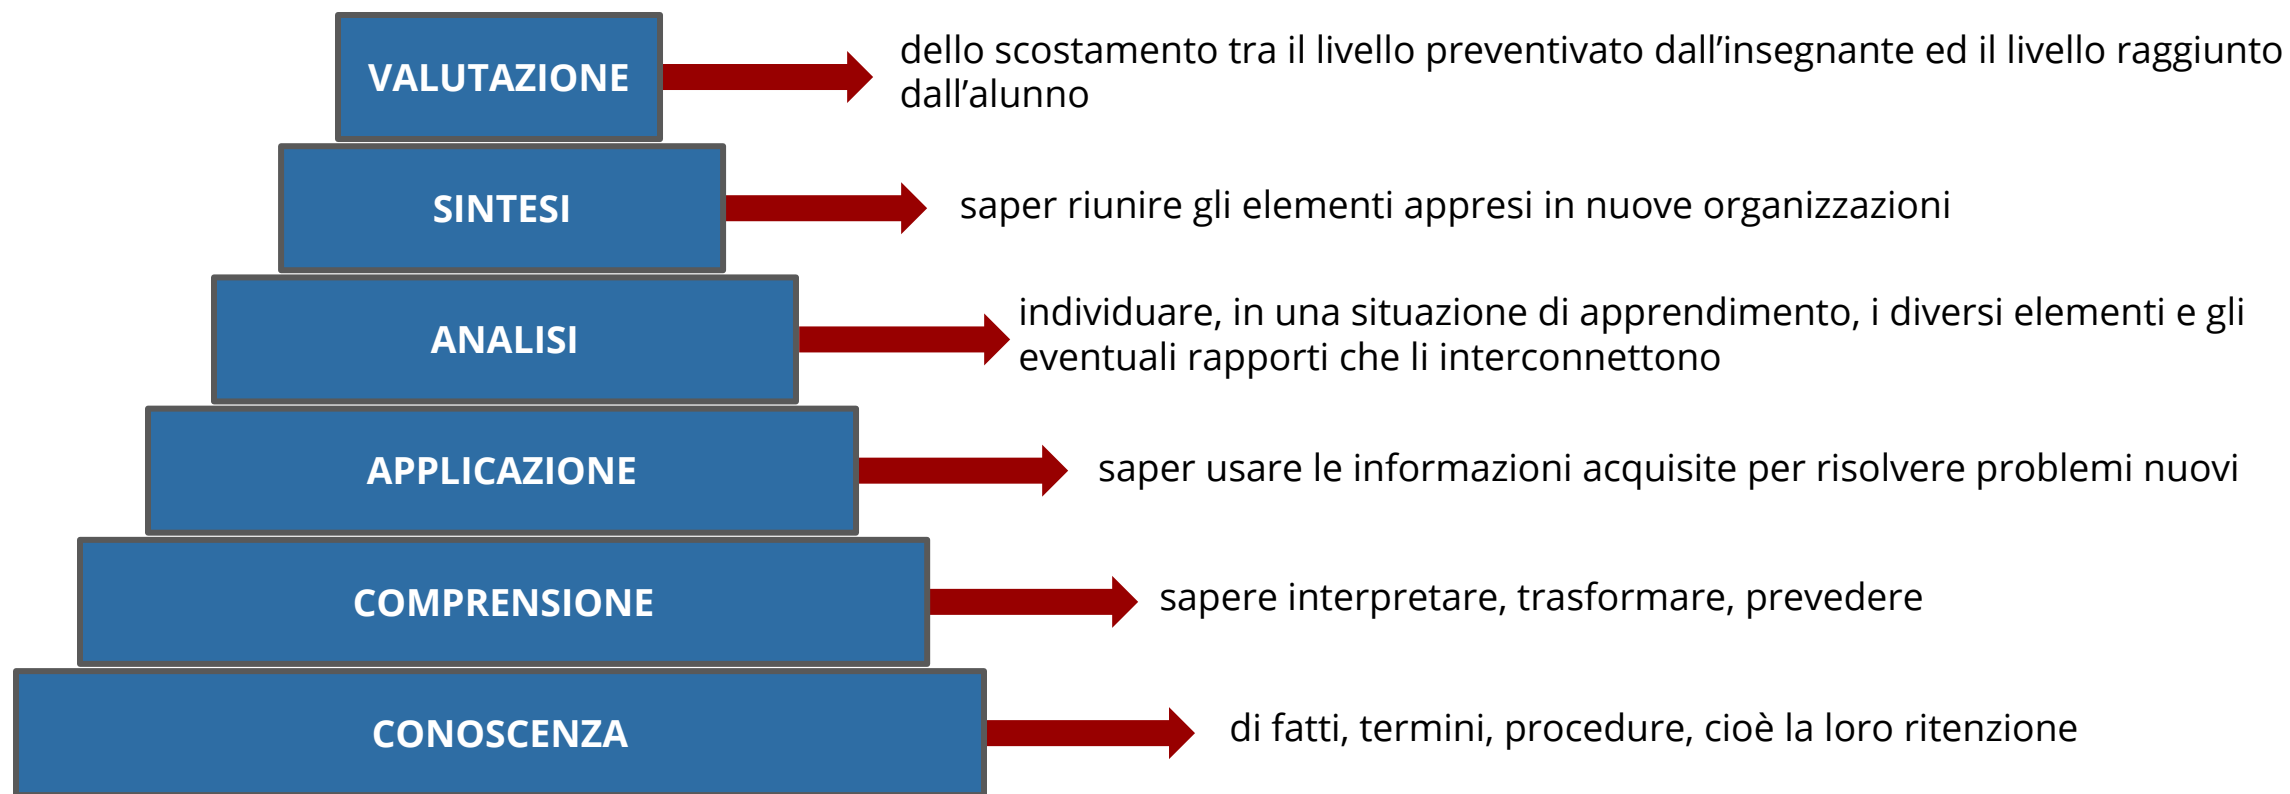 VALUTAZIONE
dello scostamento tra il livello preventivato dall’insegnante ed il livello raggiunto
dall’alunno
SINTESI
saper riunire gli elementi appresi in nuove organizzazioni
ANALISI
individuare, in una situazione di apprendimento, i diversi elementi e gli
eventuali rapporti che li interconnettono
APPLICAZIONE
saper usare le informazioni acquisite per risolvere problemi nuovi
COMPRENSIONE
sapere interpretare, trasformare, prevedere
CONOSCENZA
di fatti, termini, procedure, cioè la loro ritenzione